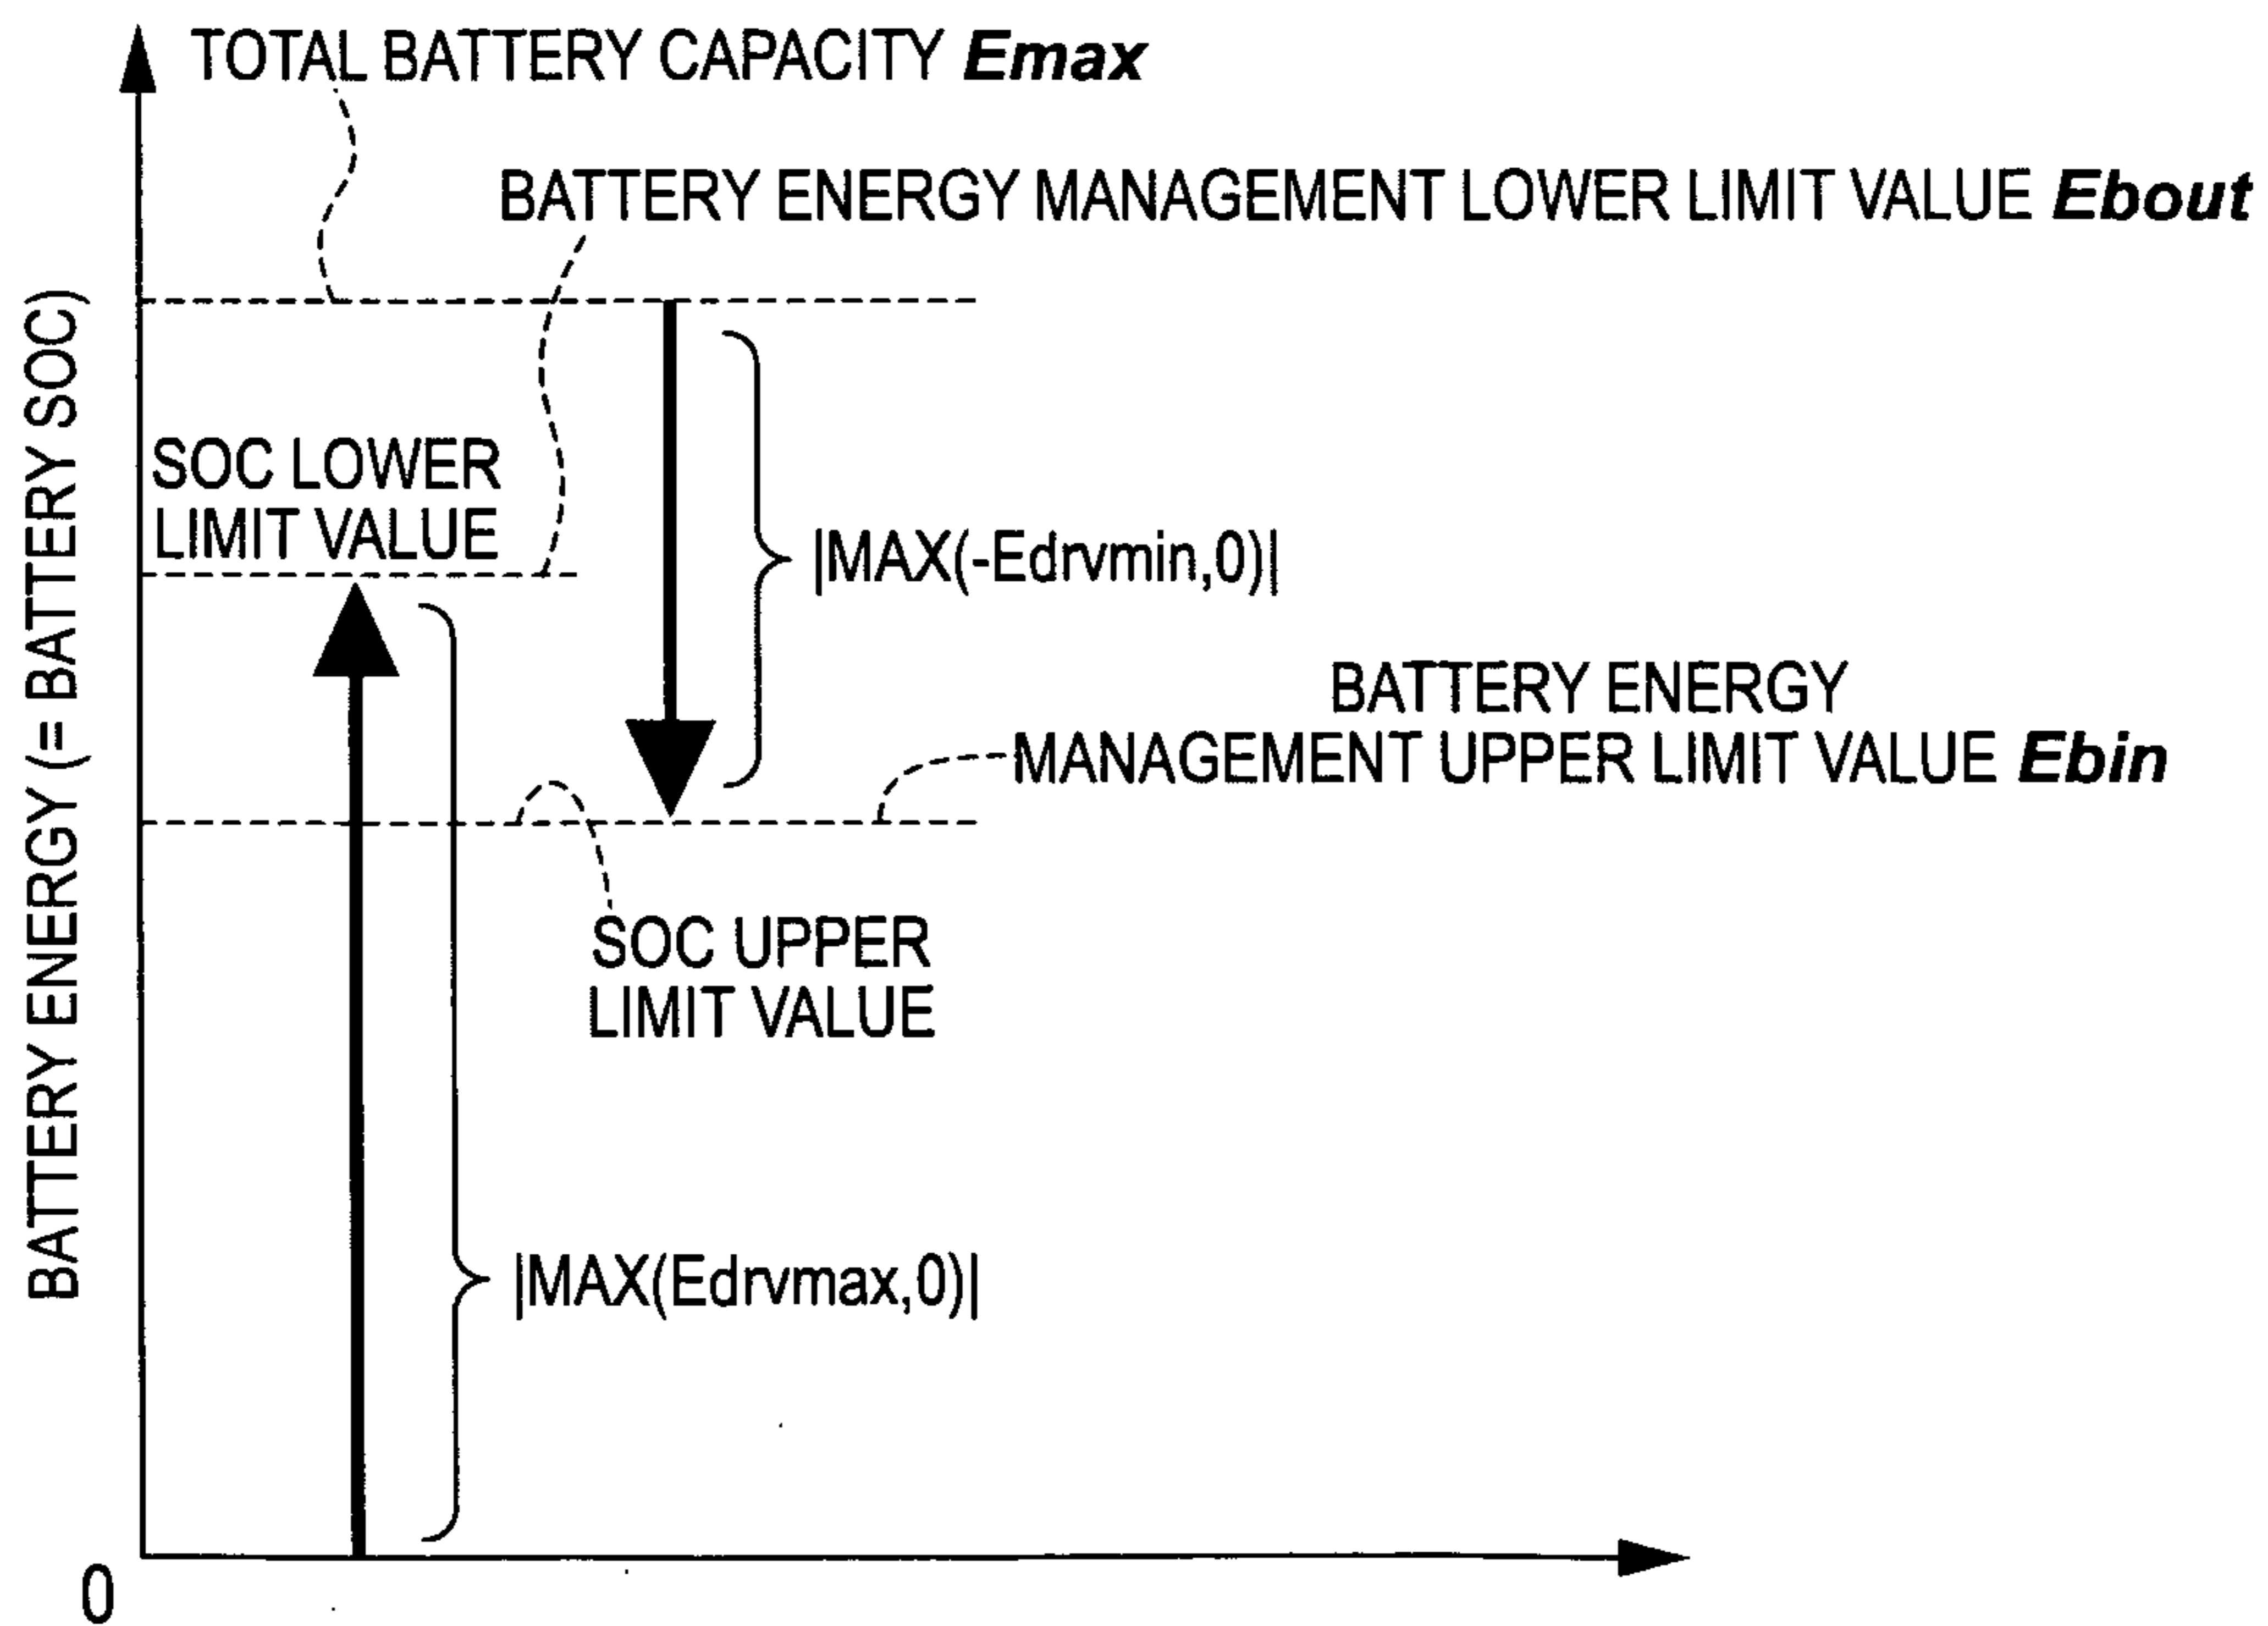 TOTAL BATTERY CAPACITY Emax
BATTERY ENERGY MANAGEMENT LOWER LIMIT VALUE Ebout
BATTERY ENERGY (= BATTERY SOC)
SOC LOWER
LIMIT VALUE
|MAX(-Edrvmin,0)|
BATTERY ENERGY
MANAGEMENT UPPER LIMIT VALUE Ebin
SOC UPPER
LIMIT VALUE
|MAX(Edrvmax,0)|
0